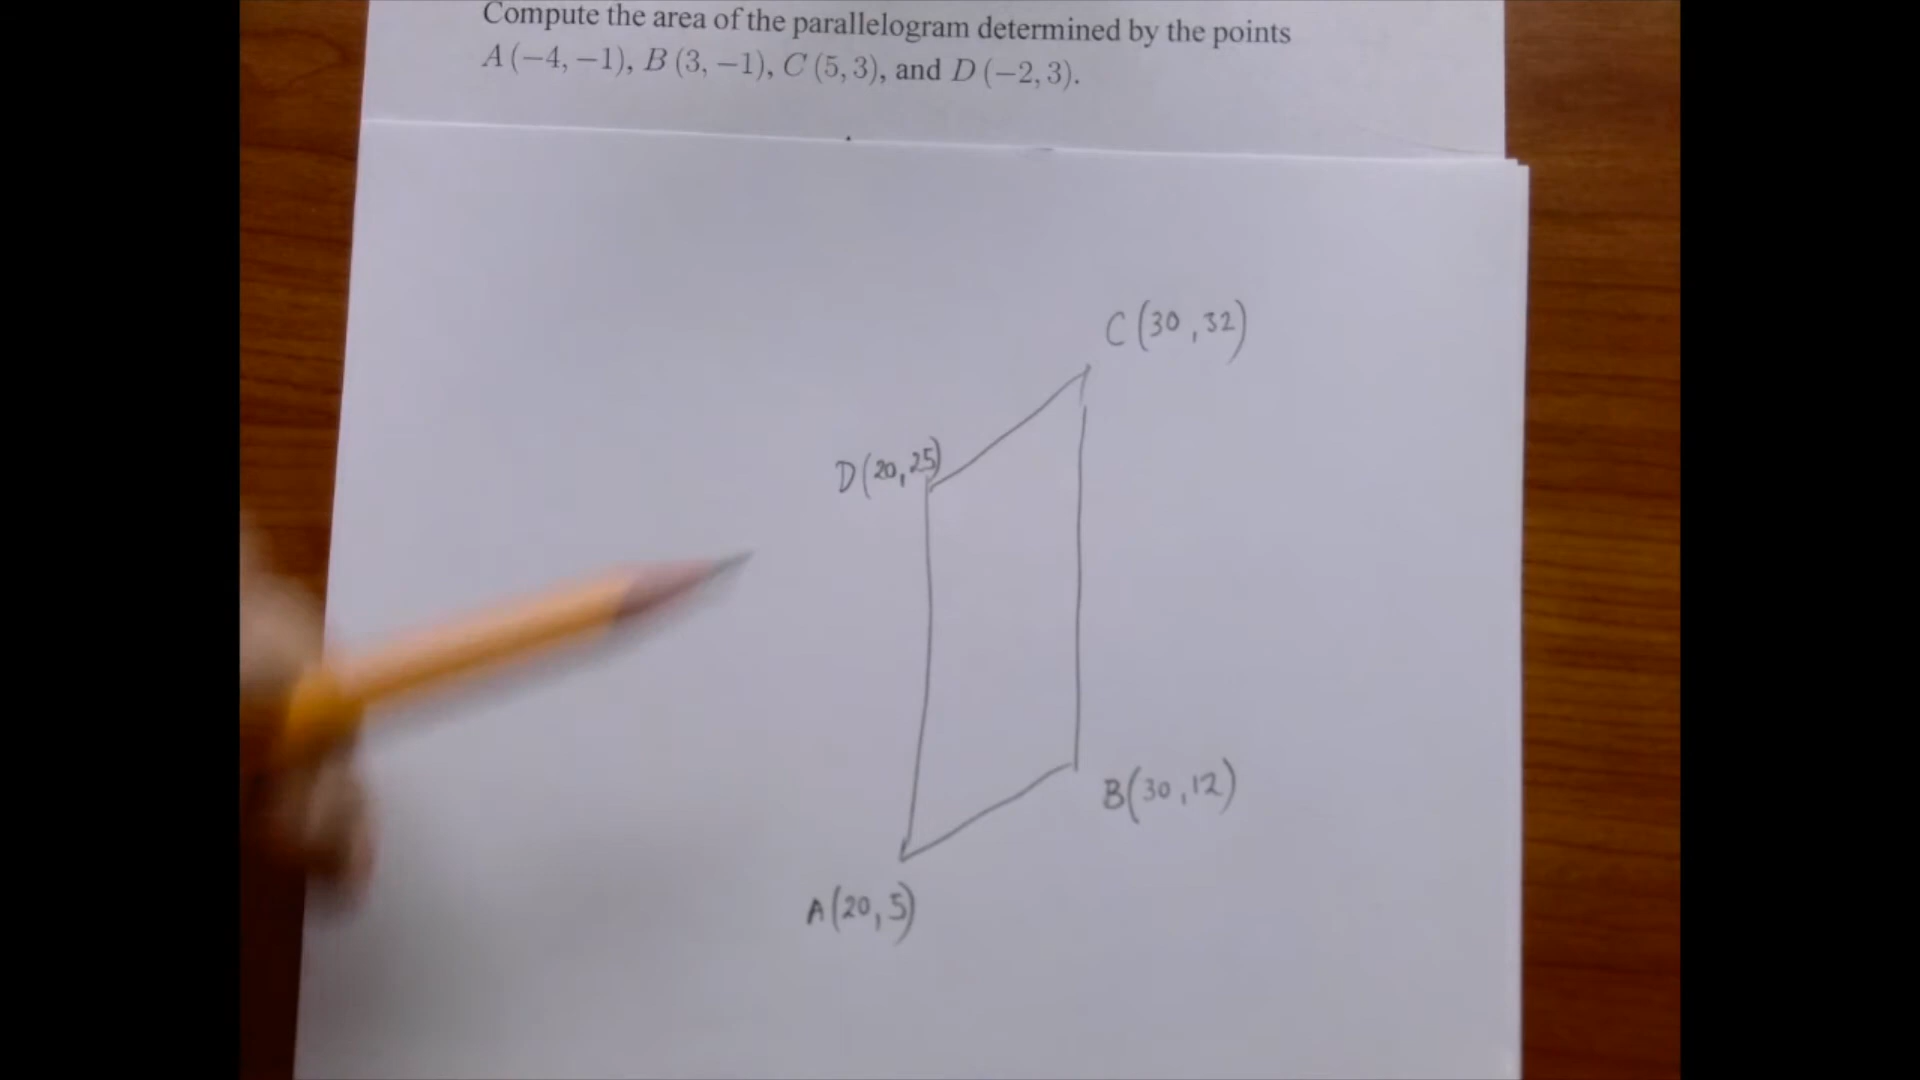 Compute the area of the parallelogram determined by the points
A (−4, −1), B (3, −1), C (5, 3), and D (−2, 3).
C (30, 32)
D (20, 25)
B (30, 12)
A (20, 5)